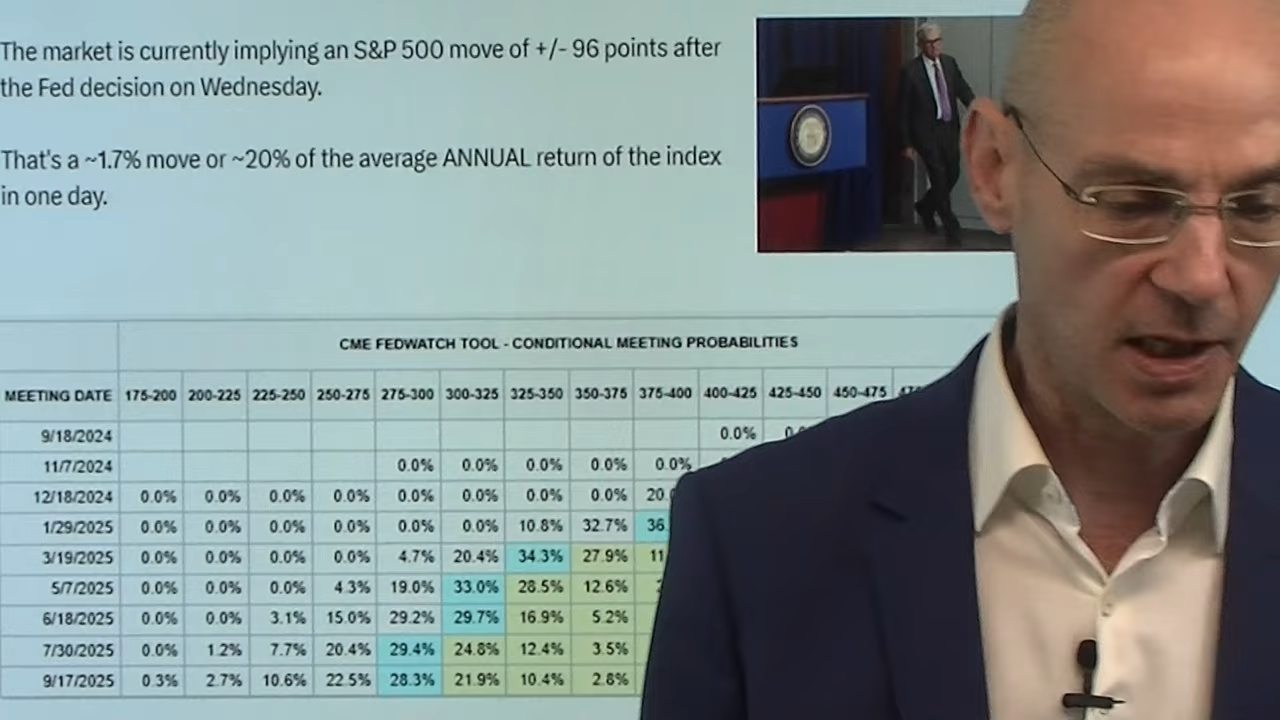 The market is currently implying an S&P 500 move of +/- 96 points after
the Fed decision on Wednesday.
That's a ~1.7% move or ~20% of the average ANNUAL return of the index
in one day.
CME FEDWATCH TOOL - CONDITIONAL MEETING PROBABILITIES
MEETING DATE 175-200 200-225 225-250 250-275 275-300 300-325 325-350 350-375 375-400 400-425 425-450 450-475
9/18/2024 0.0%
11/7/2024 0.0% 0.0% 0.0% 0.0% 0.0%
12/18/2024 0.0% 0.0% 0.0% 0.0% 0.0% 0.0% 0.0% 0.0% 20.
1/29/2025 0.0% 0.0% 0.0% 0.0% 0.0% 0.0% 10.8% 32.7% 36.
3/19/2025 0.0% 0.0% 0.0% 0.0% 4.7% 20.4% 34.3% 27.9% 11
5/7/2025 0.0% 0.0% 0.0% 4.3% 19.0% 33.0% 28.5% 12.6%
6/18/2025 0.0% 0.0% 3.1% 15.0% 29.2% 29.7% 16.9% 5.2%
7/30/2025 0.0% 1.2% 7.7% 20.4% 29.4% 24.8% 12.4% 3.5%
9/17/2025 0.3% 2.7% 10.6% 22.5% 28.3% 21.9% 10.4% 2.8%